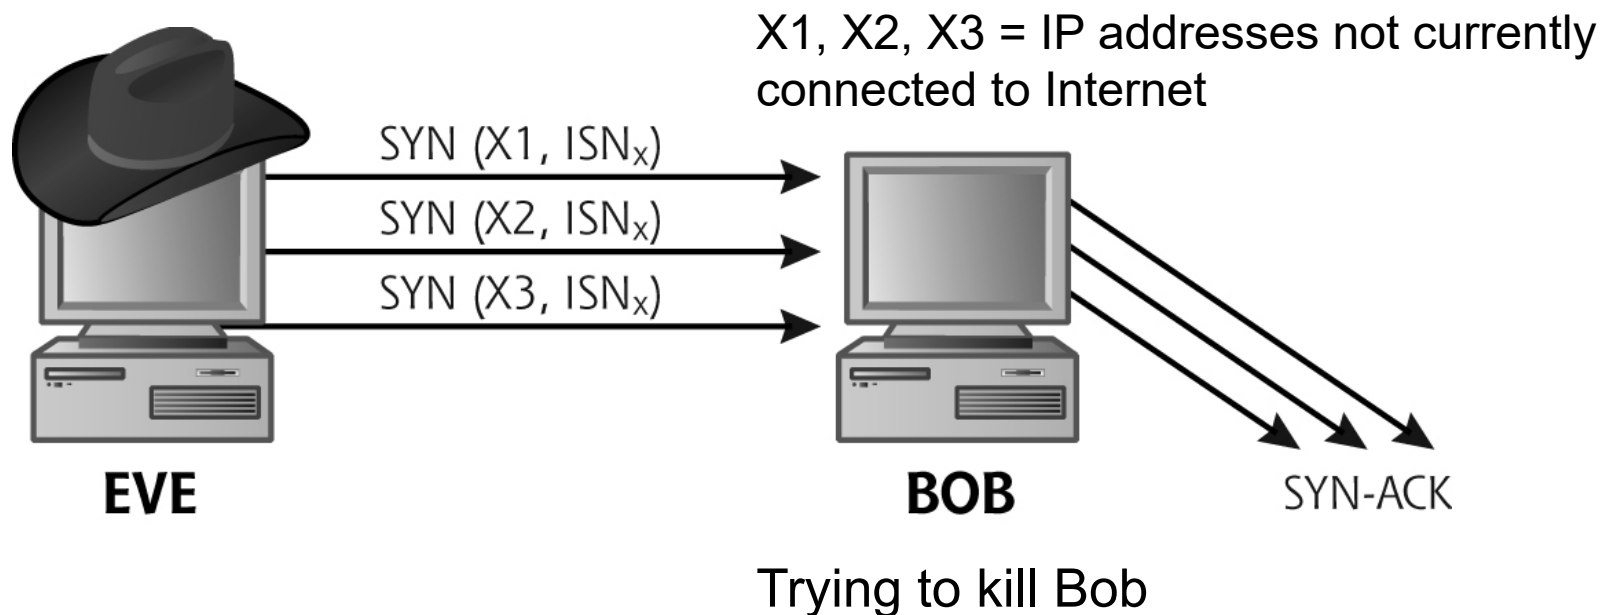 X1, X2, X3 = IP addresses not currently
connected to Internet
SYN (X1, ISNₓ)
SYN (X2, ISNₓ)
SYN (X3, ISNₓ)
EVE
BOB
SYN-ACK
Trying to kill Bob